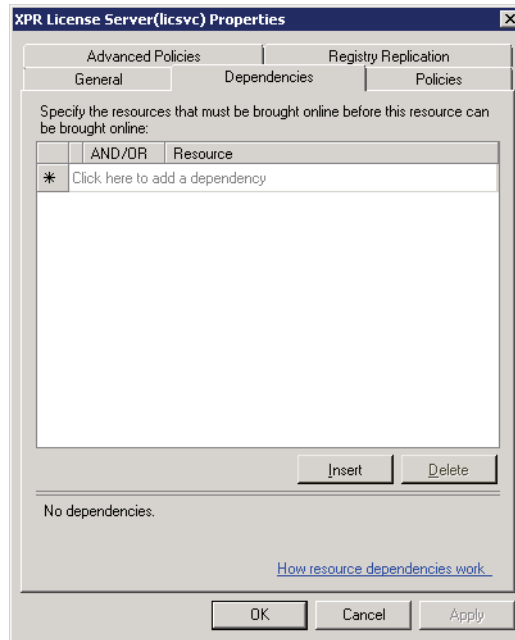 XPR License Server(licsvc) Properties
Advanced Policies Registry Replication
General Dependencies Policies
Specify the resources that must be brought online before this resource can
be brought online:
AND/OR Resource
Click here to add a dependency
Insert Delete
No dependencies.
How resource dependencies work
OK Cancel Apply